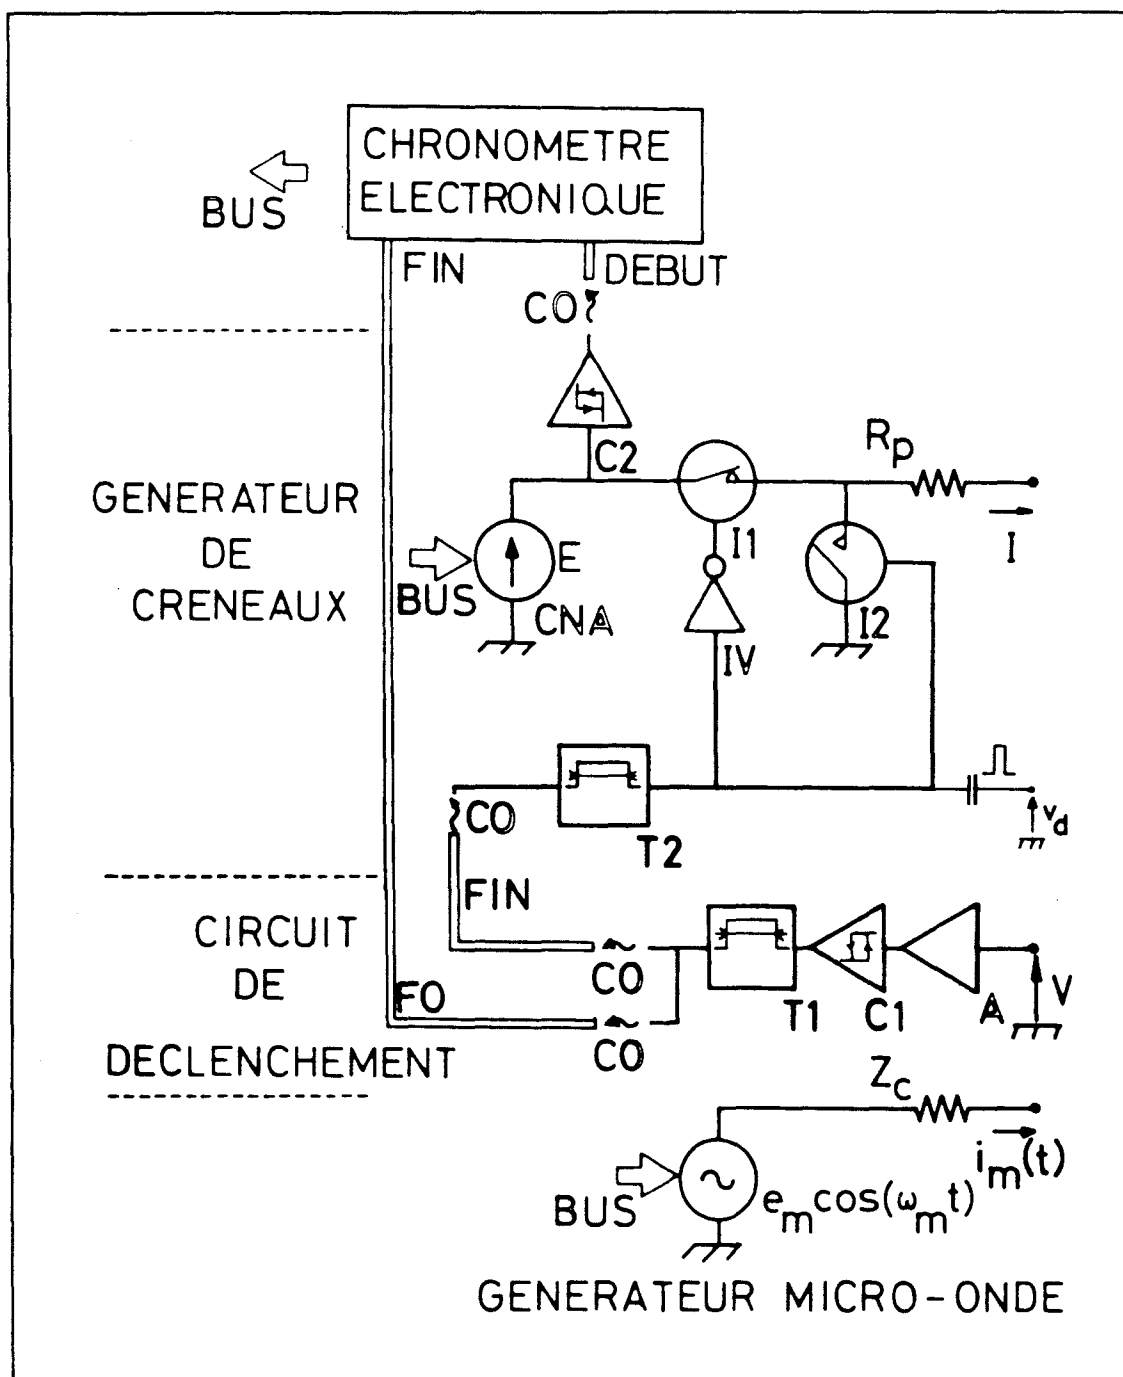 CHRONOMETRE
ELECTRONIQUE
BUS
FIN
DEBUT
CO
C2
Rp
I
GENERATEUR
DE
CRENEAUX
BUS
E
CNA
I1
I2
IV
CO
T2
vd
FIN
CIRCUIT
DE
DECLENCHEMENT
CO
FO
CO
T1
C1
A
V
Zc
im(t)
BUS
em cos(ωmt)
GENERATEUR MICRO-ONDE